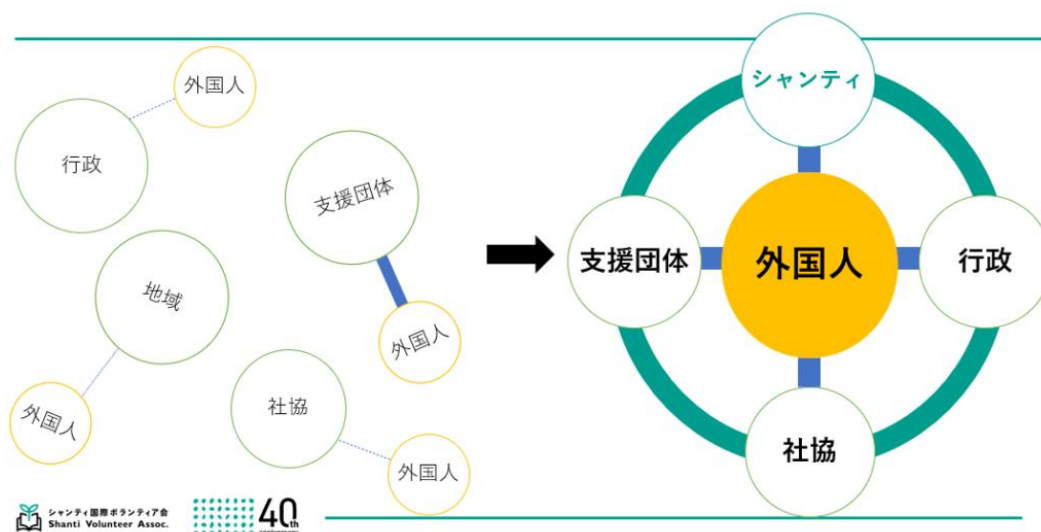 外国人
行政
支援団体
地域
外国人
外国人
社協
外国人
シャンティ
支援団体
外国人
行政
社協
シャンティ国際ボランティア会
Shanti Volunteer Assoc.
40th
anniversary